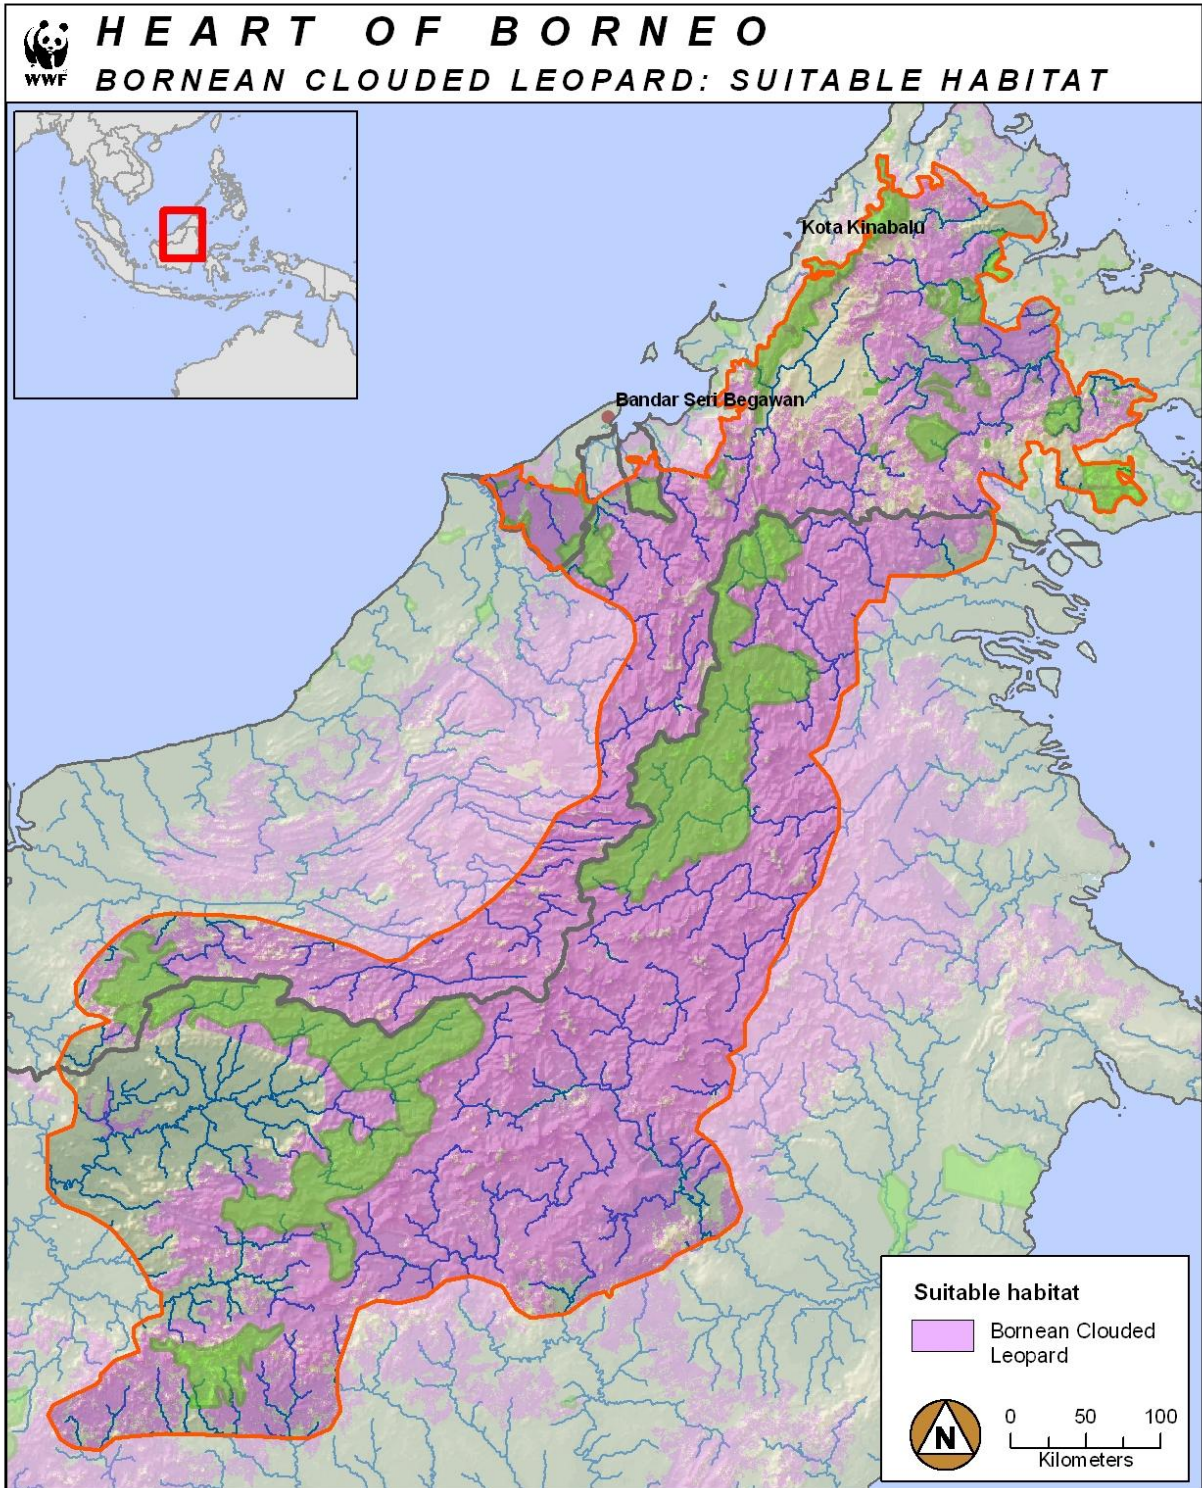 HEART OF BORNEO
WWF
BORNEAN CLOUDED LEOPARD: SUITABLE HABITAT
Kota Kinabalu
Bandar Seri Begawan
Suitable habitat
Bornean Clouded
Leopard
N
0 50 100
Kilometers